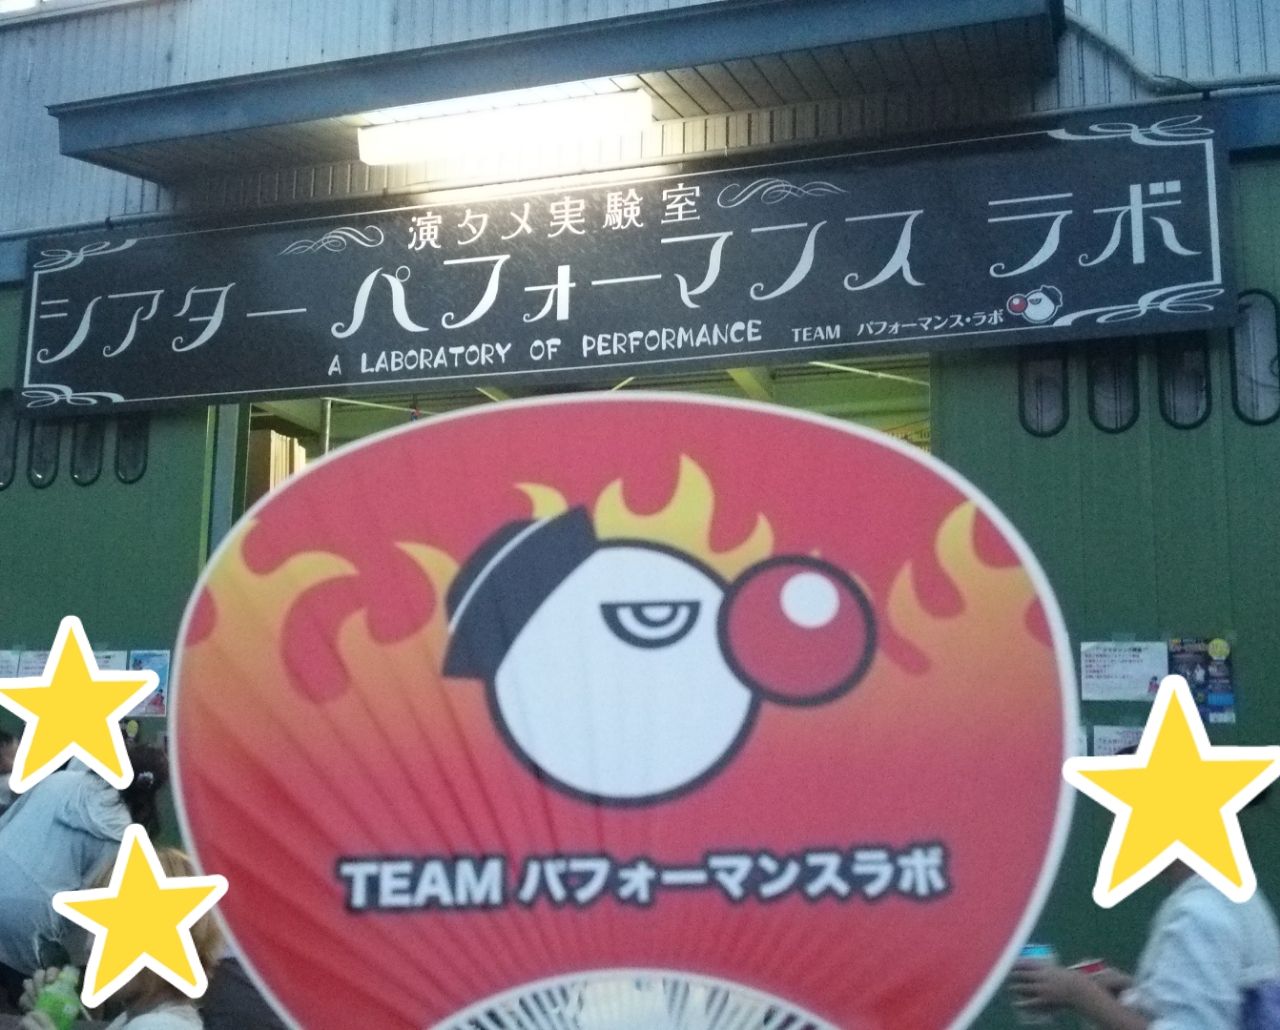 演タメ実験室
シアター パフォーマンス ラボ
A LABORATORY OF PERFORMANCE
TEAM パフォーマンス・ラボ
TEAM パフォーマンスラボ